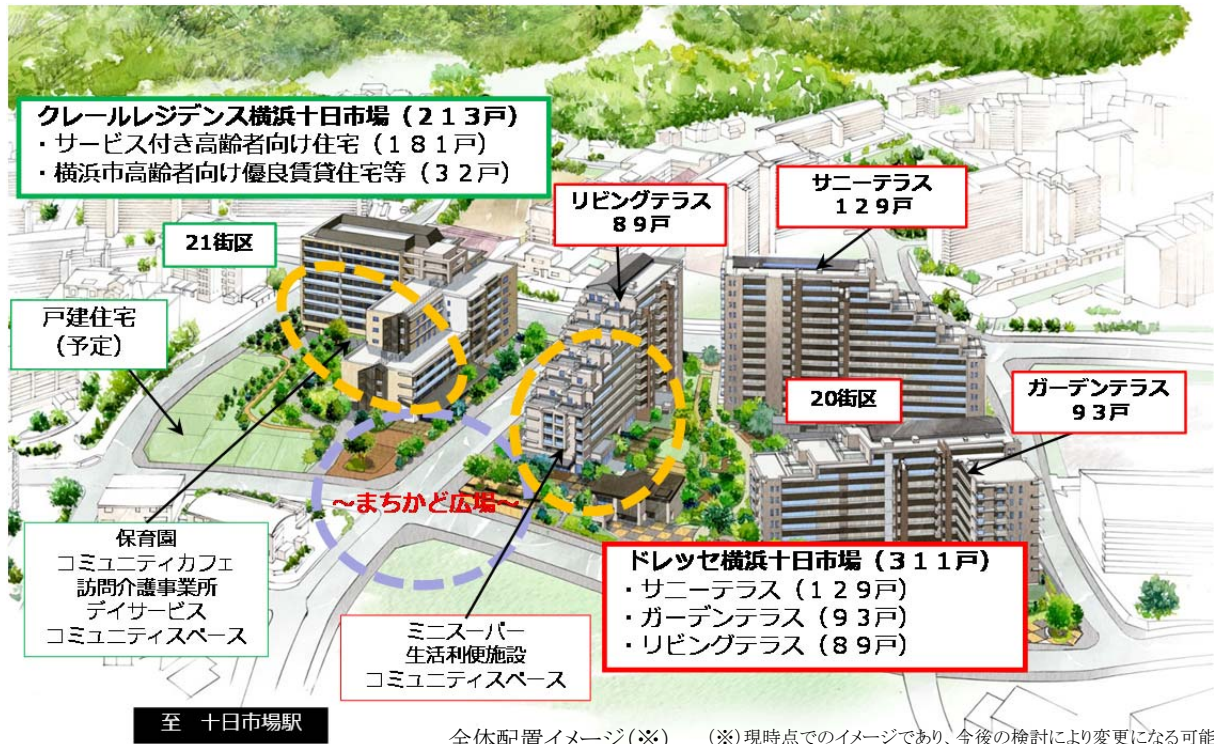 クレールレジデンス横浜十日市場（213戸）
・サービス付き高齢者向け住宅（181戸）
・横浜市高齢者向け優良賃貸住宅等（32戸）
リビングテラス
89戸
サニーテラス
129戸
21街区
戸建住宅
（予定）
20街区
ガーデンテラス
93戸
～まちかど広場～
保育園
コミュニティカフェ
訪問介護事業所
デイサービス
コミュニティスペース
ミニスーパー
生活利便施設
コミュニティスペース
ドレッセ横浜十日市場（311戸）
・サニーテラス（129戸）
・ガーデンテラス（93戸）
・リビングテラス（89戸）
至　十日市場駅
全体配置イメージ（※）
（※）現時点でのイメージであり、今後の検討により変更になる可能